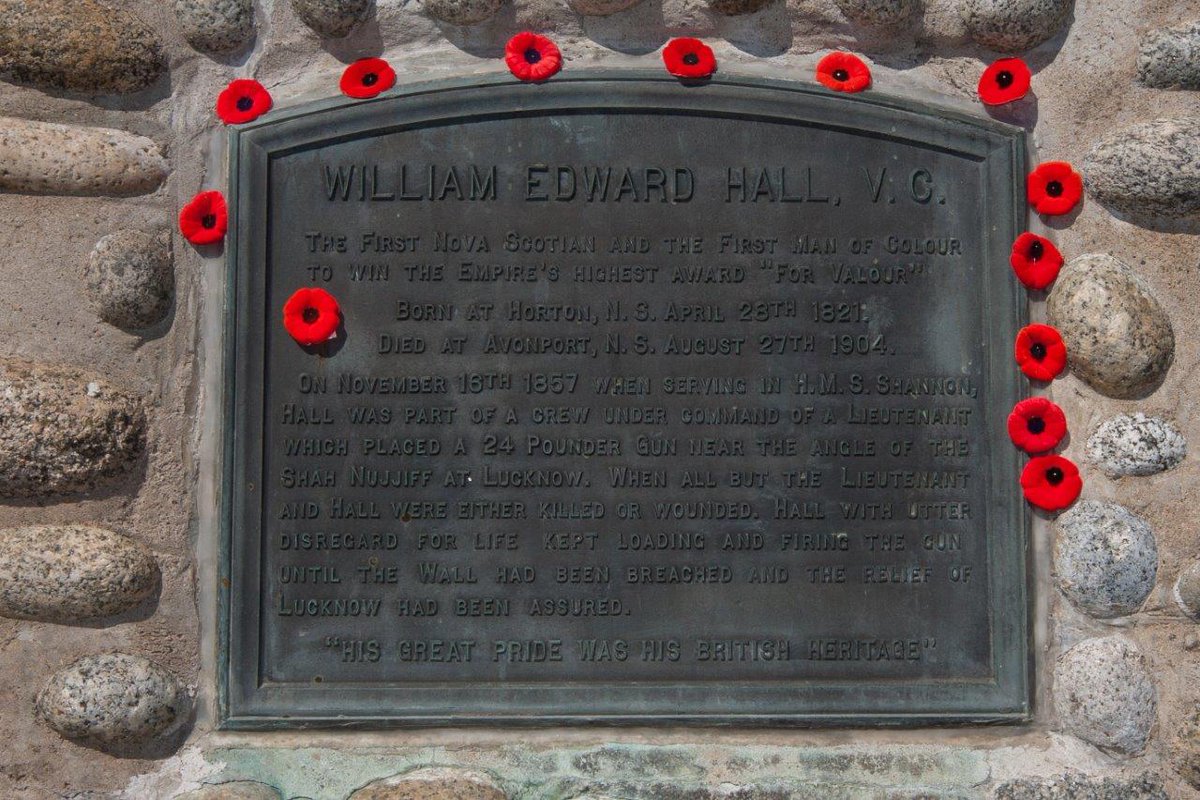 WILLIAM EDWARD HALL, V. C.
THE FIRST NOVA SCOTIAN AND THE FIRST MAN OF COLOUR
TO WIN THE EMPIRE'S HIGHEST AWARD "FOR VALOUR"
BORN AT HORTON, N. S. APRIL 28TH 1821.
DIED AT AVONPORT, N. S. AUGUST 27TH 1904.
ON NOVEMBER 16TH 1857 WHEN SERVING IN H.M.S. SHANNON,
HALL WAS PART OF A CREW UNDER COMMAND OF A LIEUTENANT
WHICH PLACED A 24 POUNDER GUN NEAR THE ANGLE OF THE
SHAH NUJJIFF AT LUCKNOW. WHEN ALL BUT THE LIEUTENANT
AND HALL WERE EITHER KILLED OR WOUNDED. HALL WITH UTTER
DISREGARD FOR LIFE KEPT LOADING AND FIRING THE GUN
UNTIL THE WALL HAD BEEN BREACHED AND THE RELIEF OF
LUCKNOW HAD BEEN ASSURED.
"HIS GREAT PRIDE WAS HIS BRITISH HERITAGE"